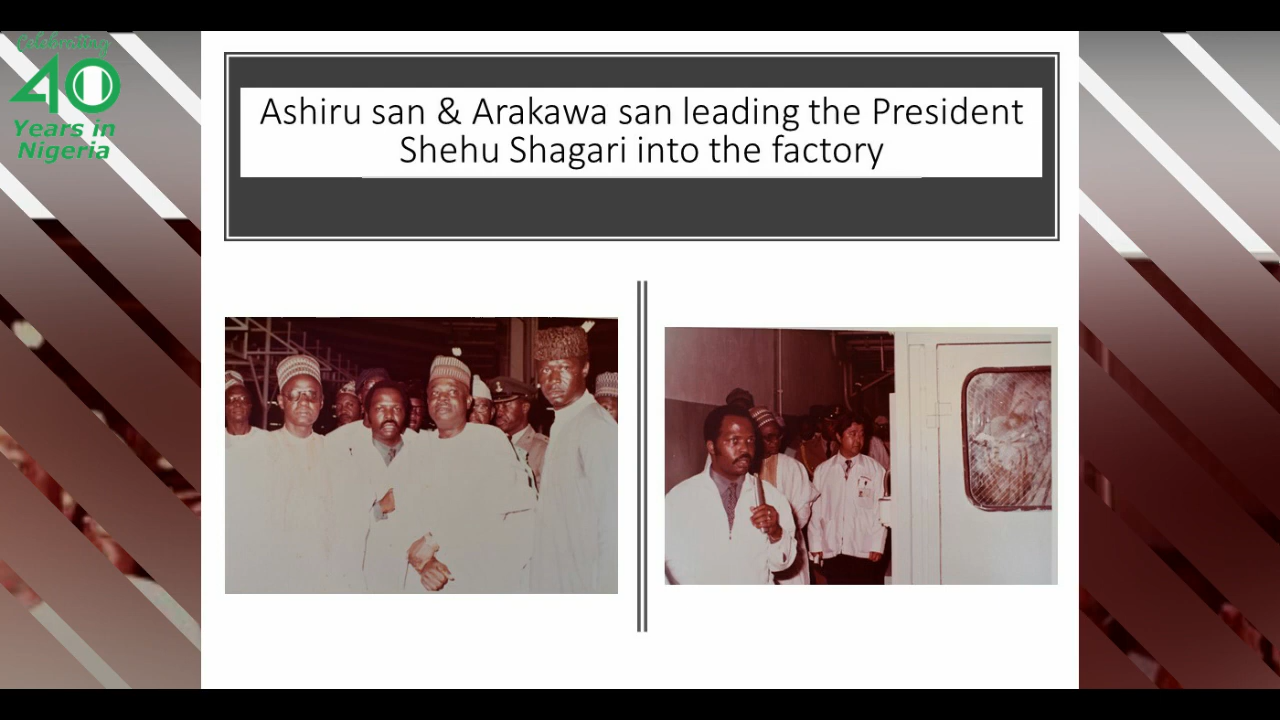 Celebrating
40
Years in
Nigeria
Ashiru san & Arakawa san leading the President
Shehu Shagari into the factory